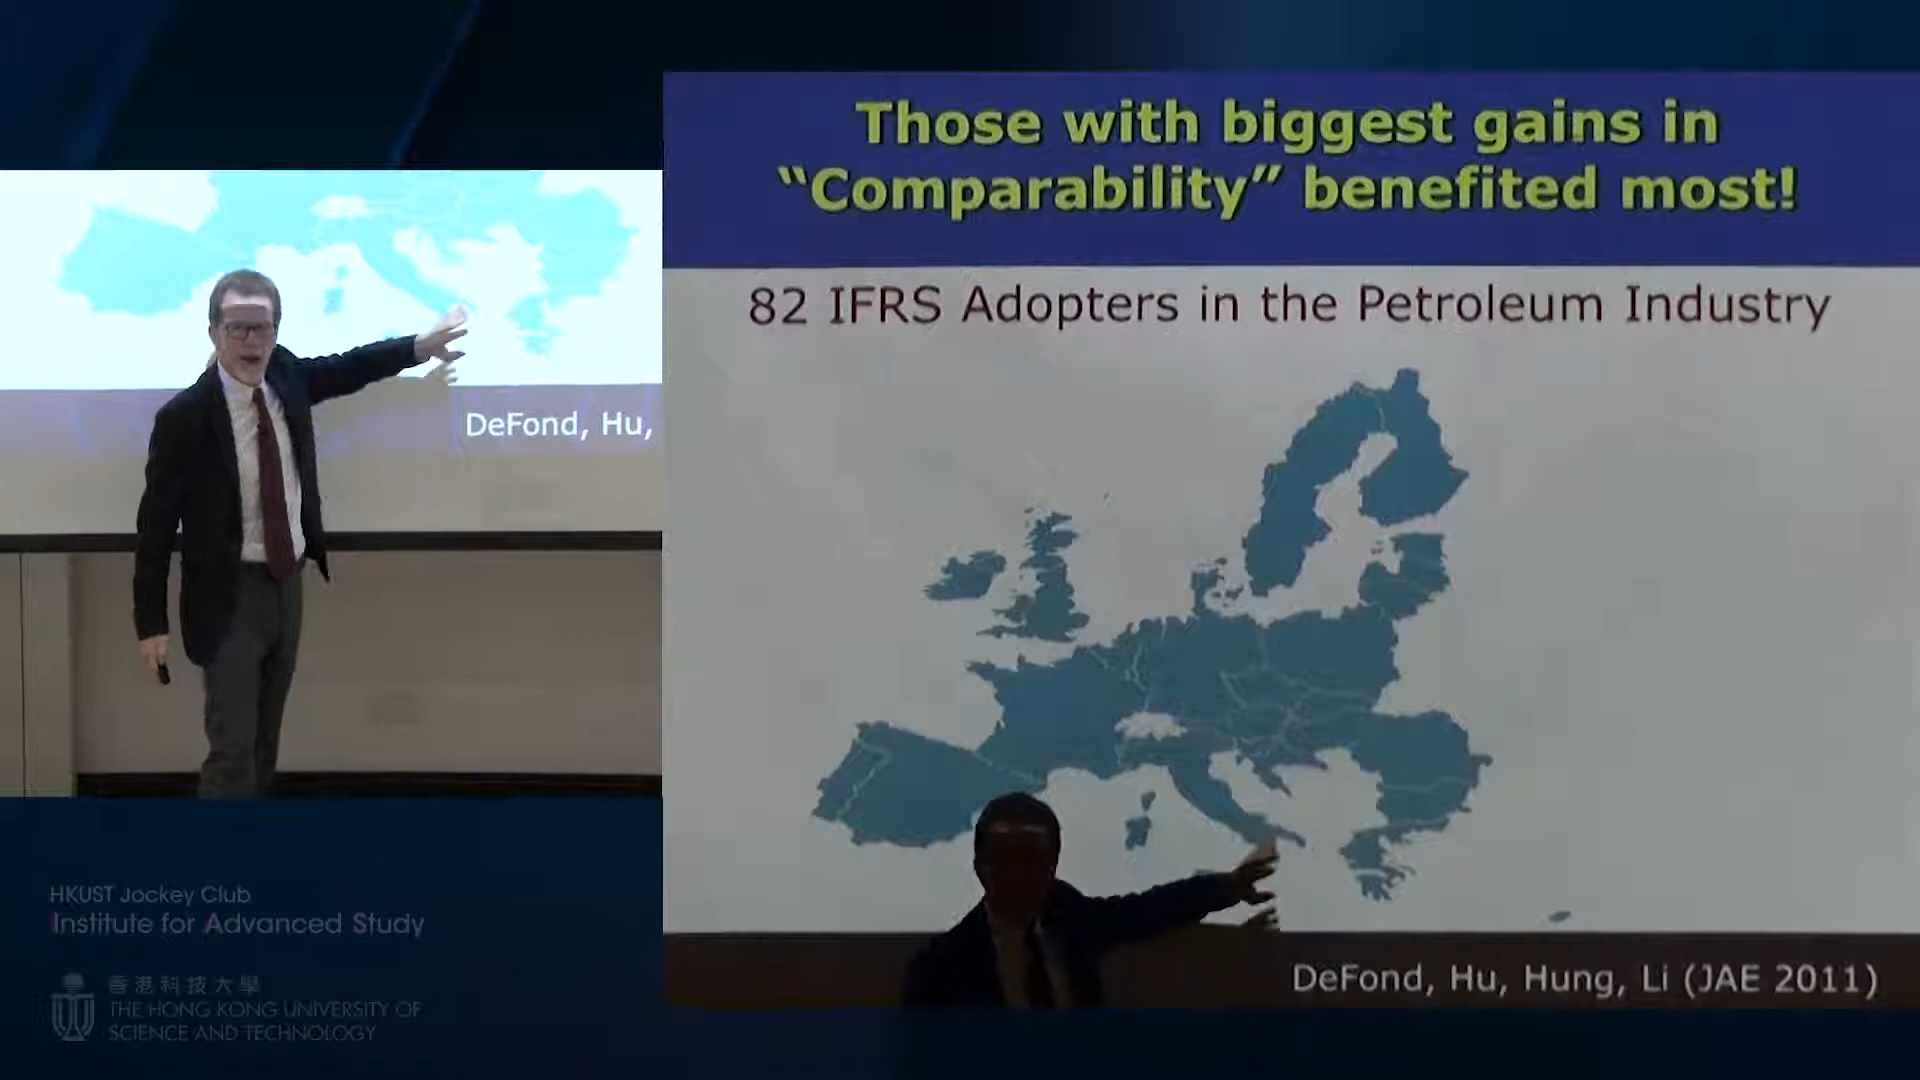 Those with biggest gains in
“Comparability” benefited most!
82 IFRS Adopters in the Petroleum Industry
DeFond, Hu,
DeFond, Hu, Hung, Li (JAE 2011)
HKUST Jockey Club
Institute for Advanced Study
香港科技大學
THE HONG KONG UNIVERSITY OF
SCIENCE AND TECHNOLOGY